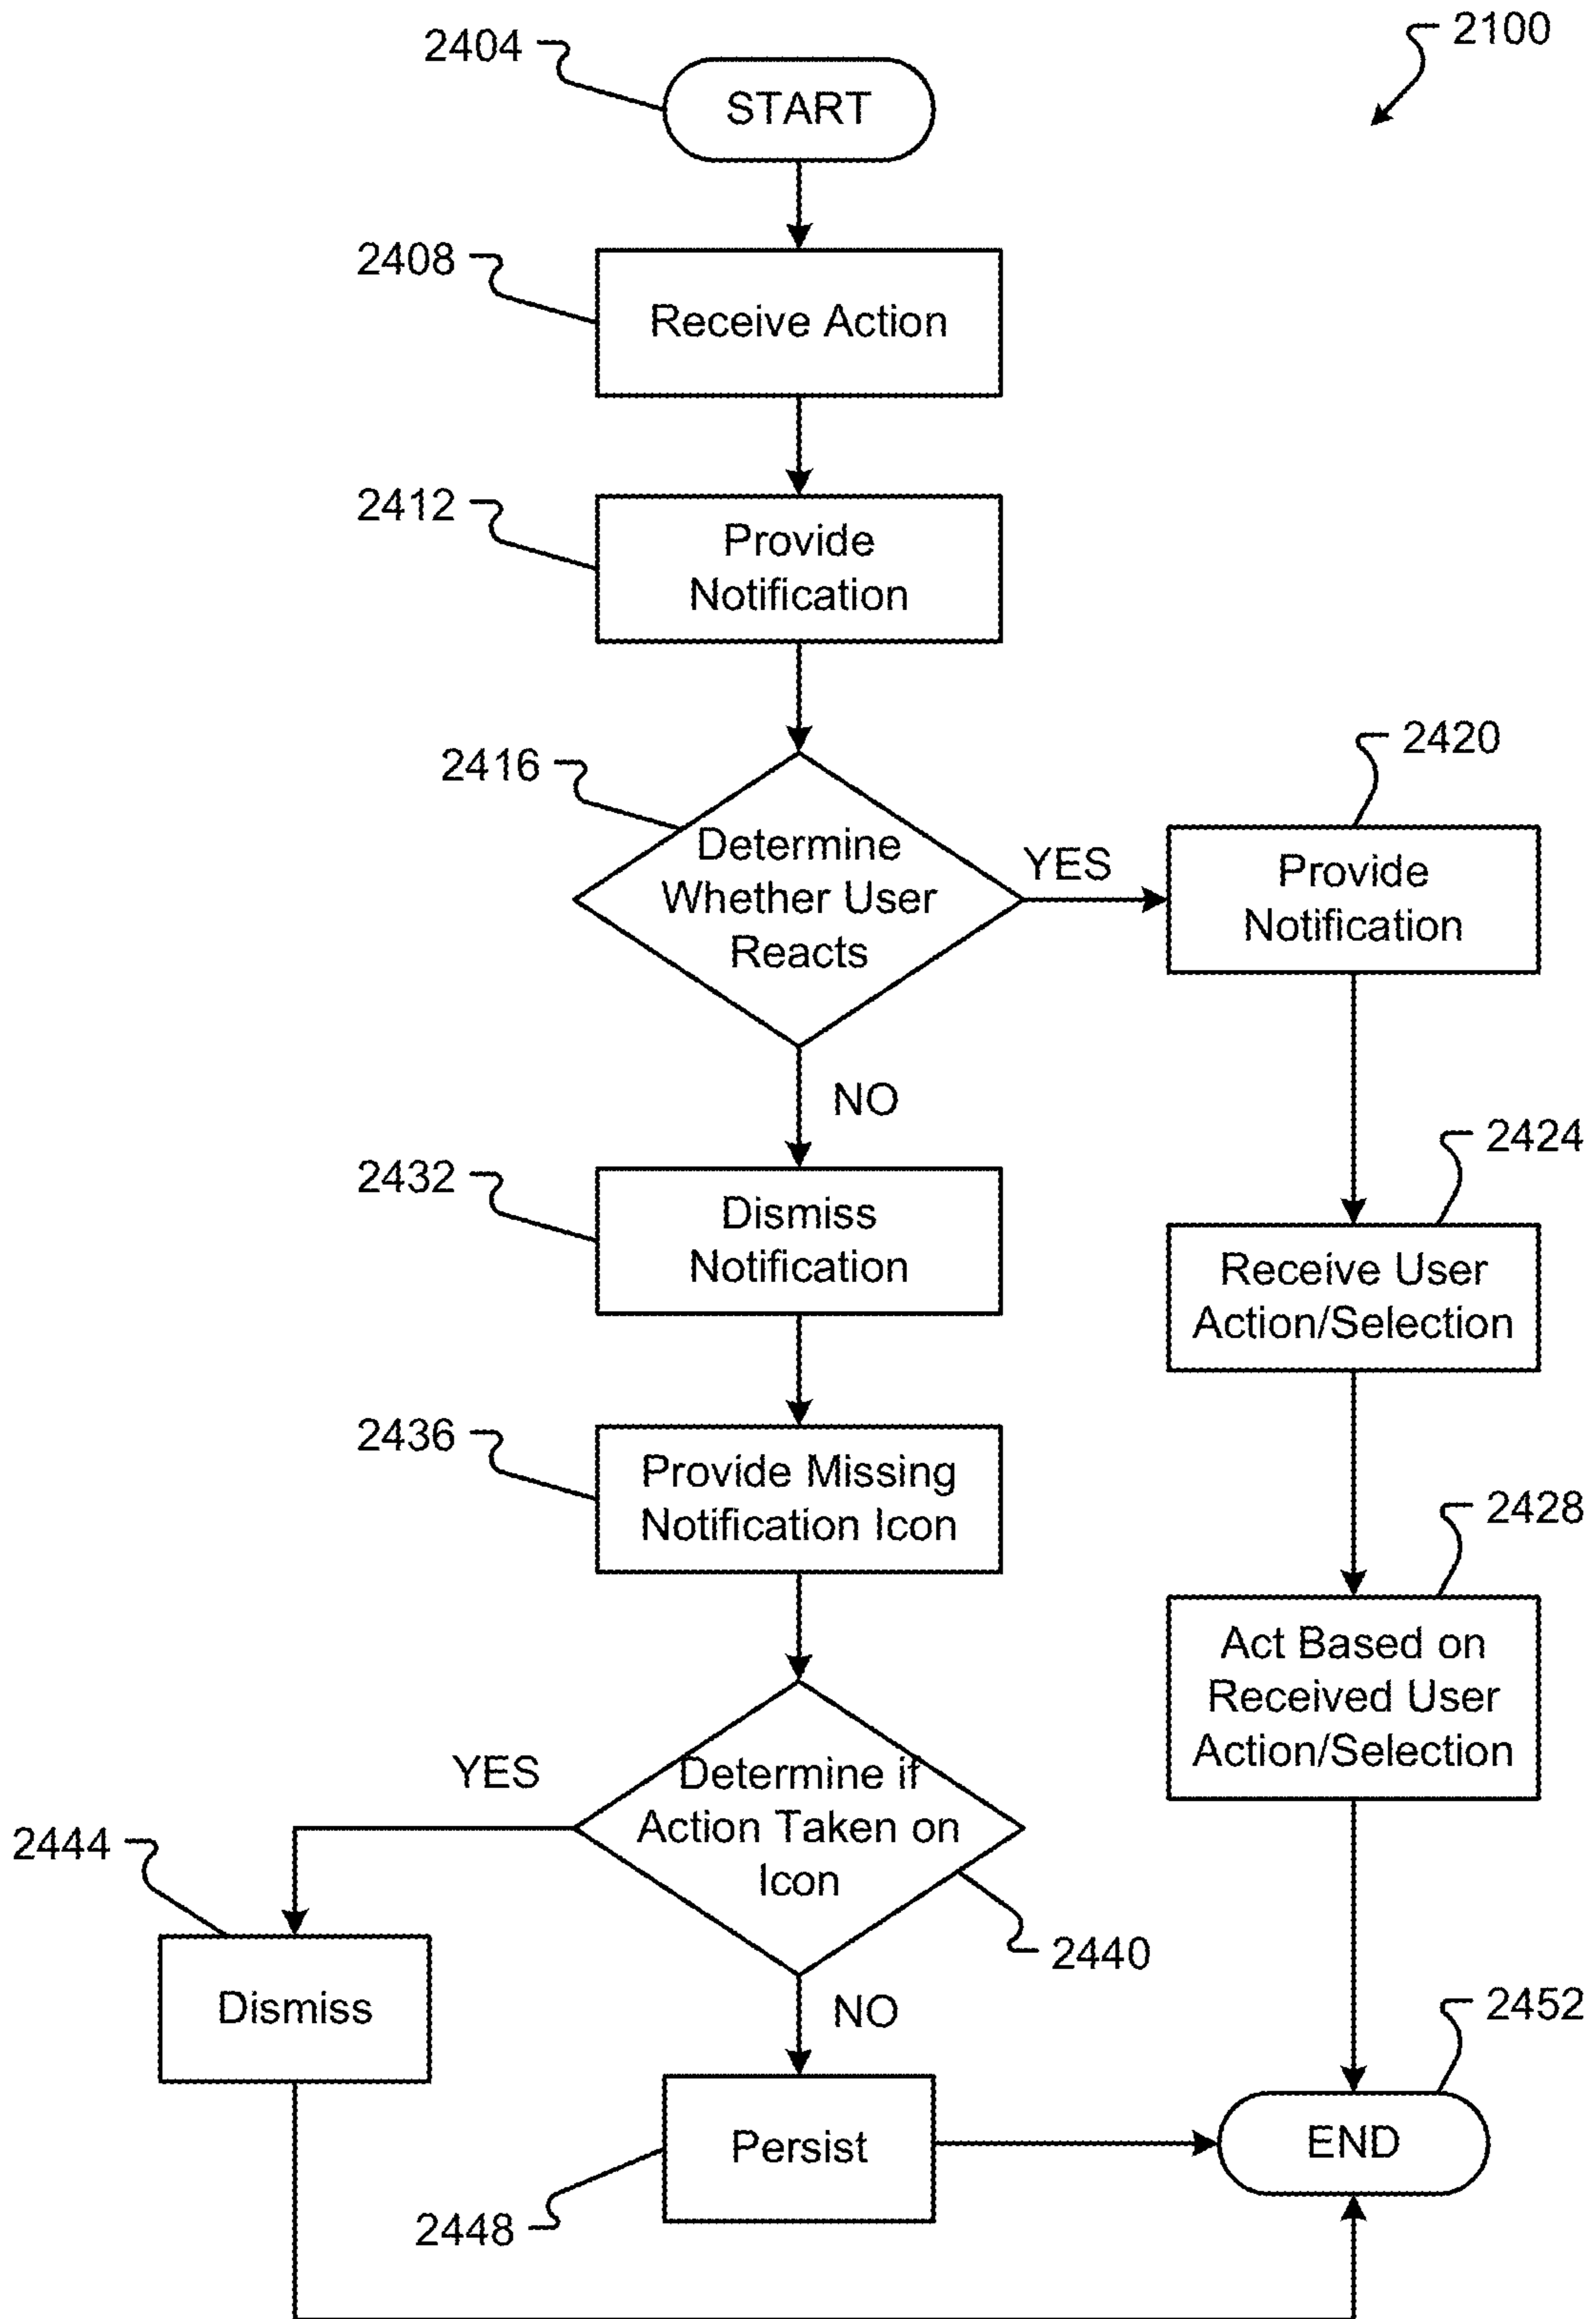 2404
START
2100
2408
Receive Action
2412
Provide
Notification
2416
Determine
Whether User
Reacts
YES
2420
Provide
Notification
NO
2424
Receive User
Action/Selection
2432
Dismiss
Notification
2436
Provide Missing
Notification Icon
2428
Act Based on
Received User
Action/Selection
YES
Determine if
Action Taken on
Icon
2440
2444
Dismiss
NO
2448
Persist
2452
END